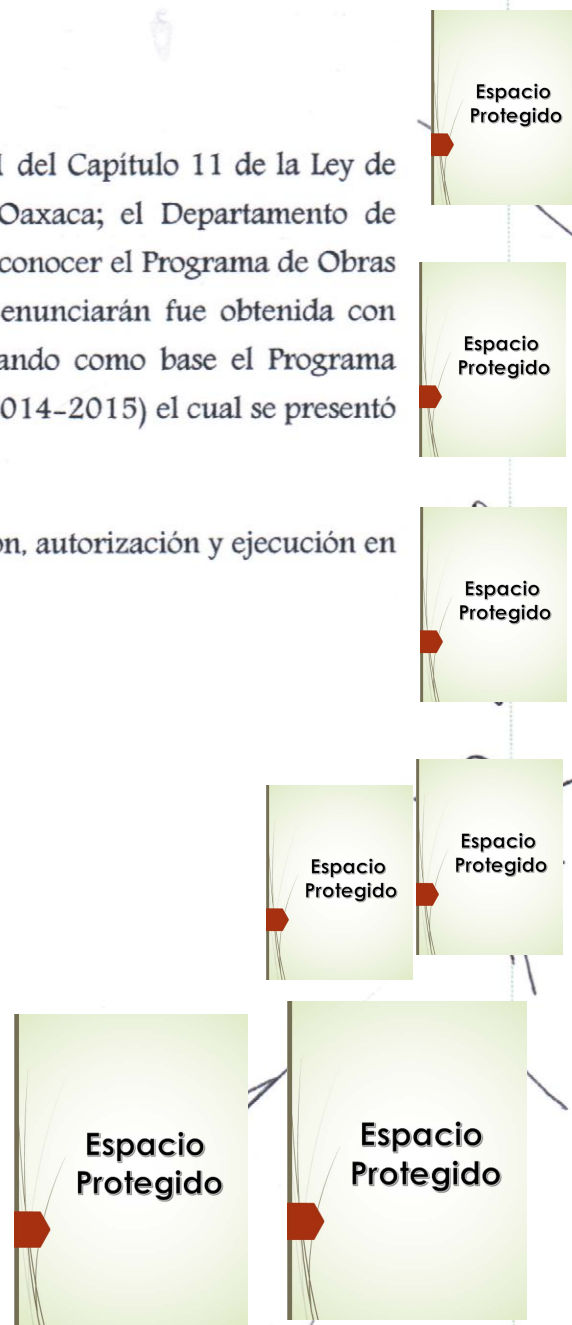 Espacio
Protegido
del Capítulo 11 de la Ley de
Oaxaca; el Departamento de
conocer el Programa de Obras
enunciarán fue obtenida con
ando como base el Programa
014-2015) el cual se presentó
Espacio
Protegido
Espacio
Protegido
on, autorización y ejecución en
Espacio
Protegido
Espacio
Protegido
Espacio
Protegido
Espacio
Protegido